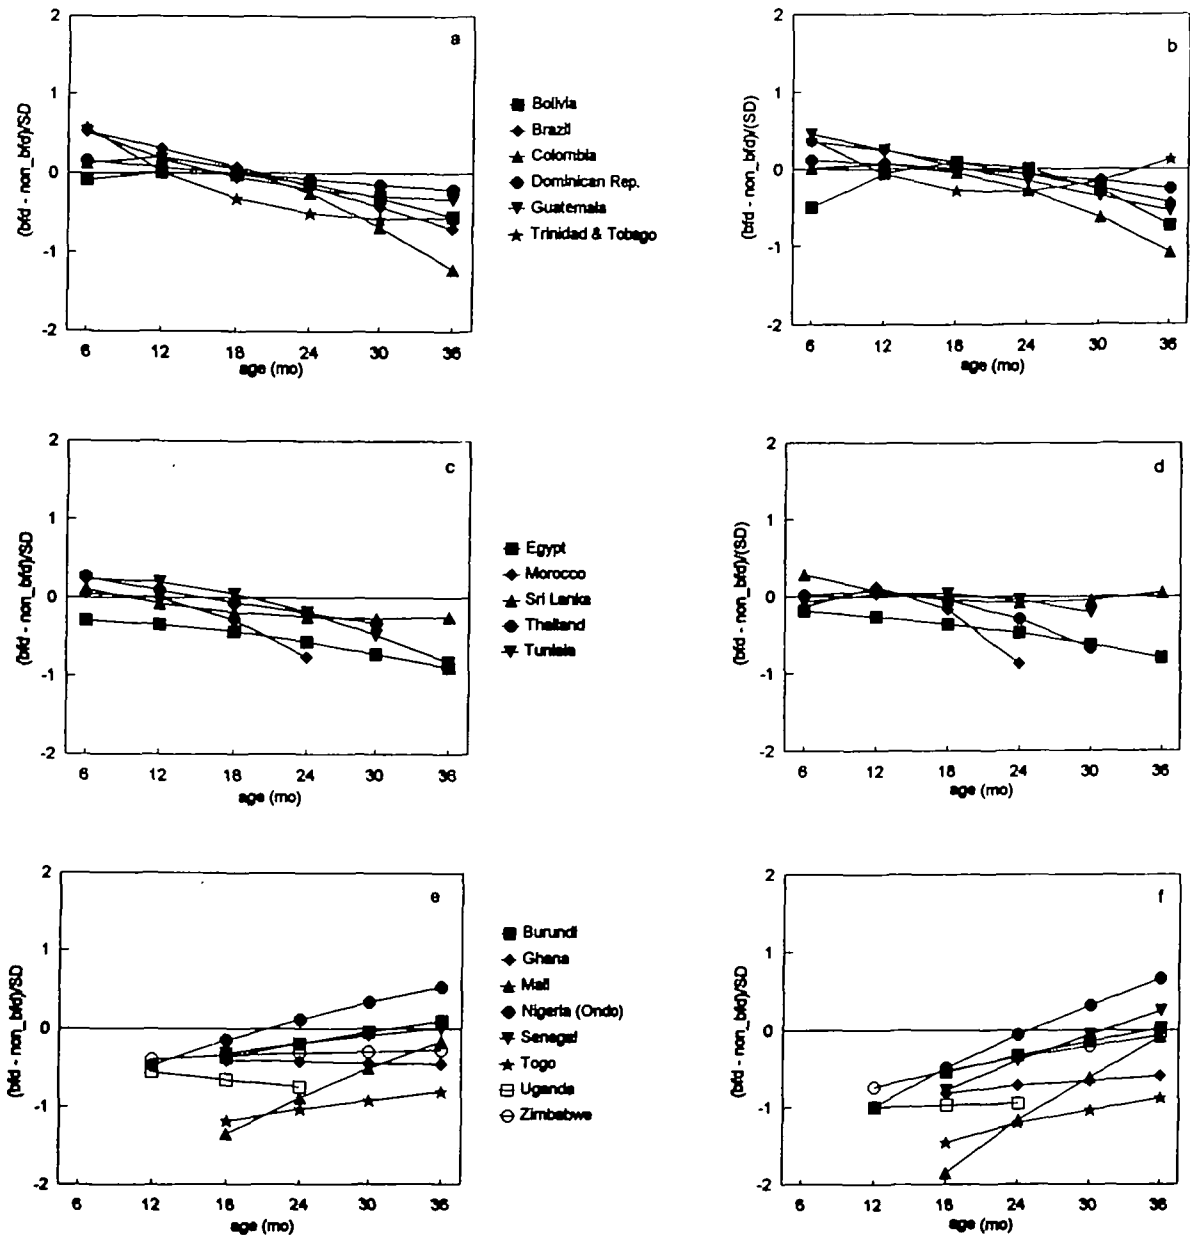 2
1
0
-1
-2
(bfd - non_bfd)/SD
a
6 12 18 24 30 36
age (mo)
Bolivia
Brazil
Colombia
Dominican Rep.
Guatemala
Trinidad & Tobago
2
1
0
-1
-2
(bfd - non_bfd)/(SD)
b
6 12 18 24 30 36
age (mo)
2
1
0
-1
-2
(bfd - non_bfd)/SD
c
6 12 18 24 30 36
age (mo)
Egypt
Morocco
Sri Lanka
Thailand
Tunisia
2
1
0
-1
-2
(bfd - non_bfd)/(SD)
d
6 12 18 24 30 36
age (mo)
2
1
0
-1
-2
(bfd - non_bfd)/SD
e
6 12 18 24 30 36
age (mo)
Burundi
Ghana
Mali
Nigeria (Ondo)
Senegal
Togo
Uganda
Zimbabwe
2
1
0
-1
-2
(bfd - non_bfd)/SD
f
6 12 18 24 30 36
age (mo)